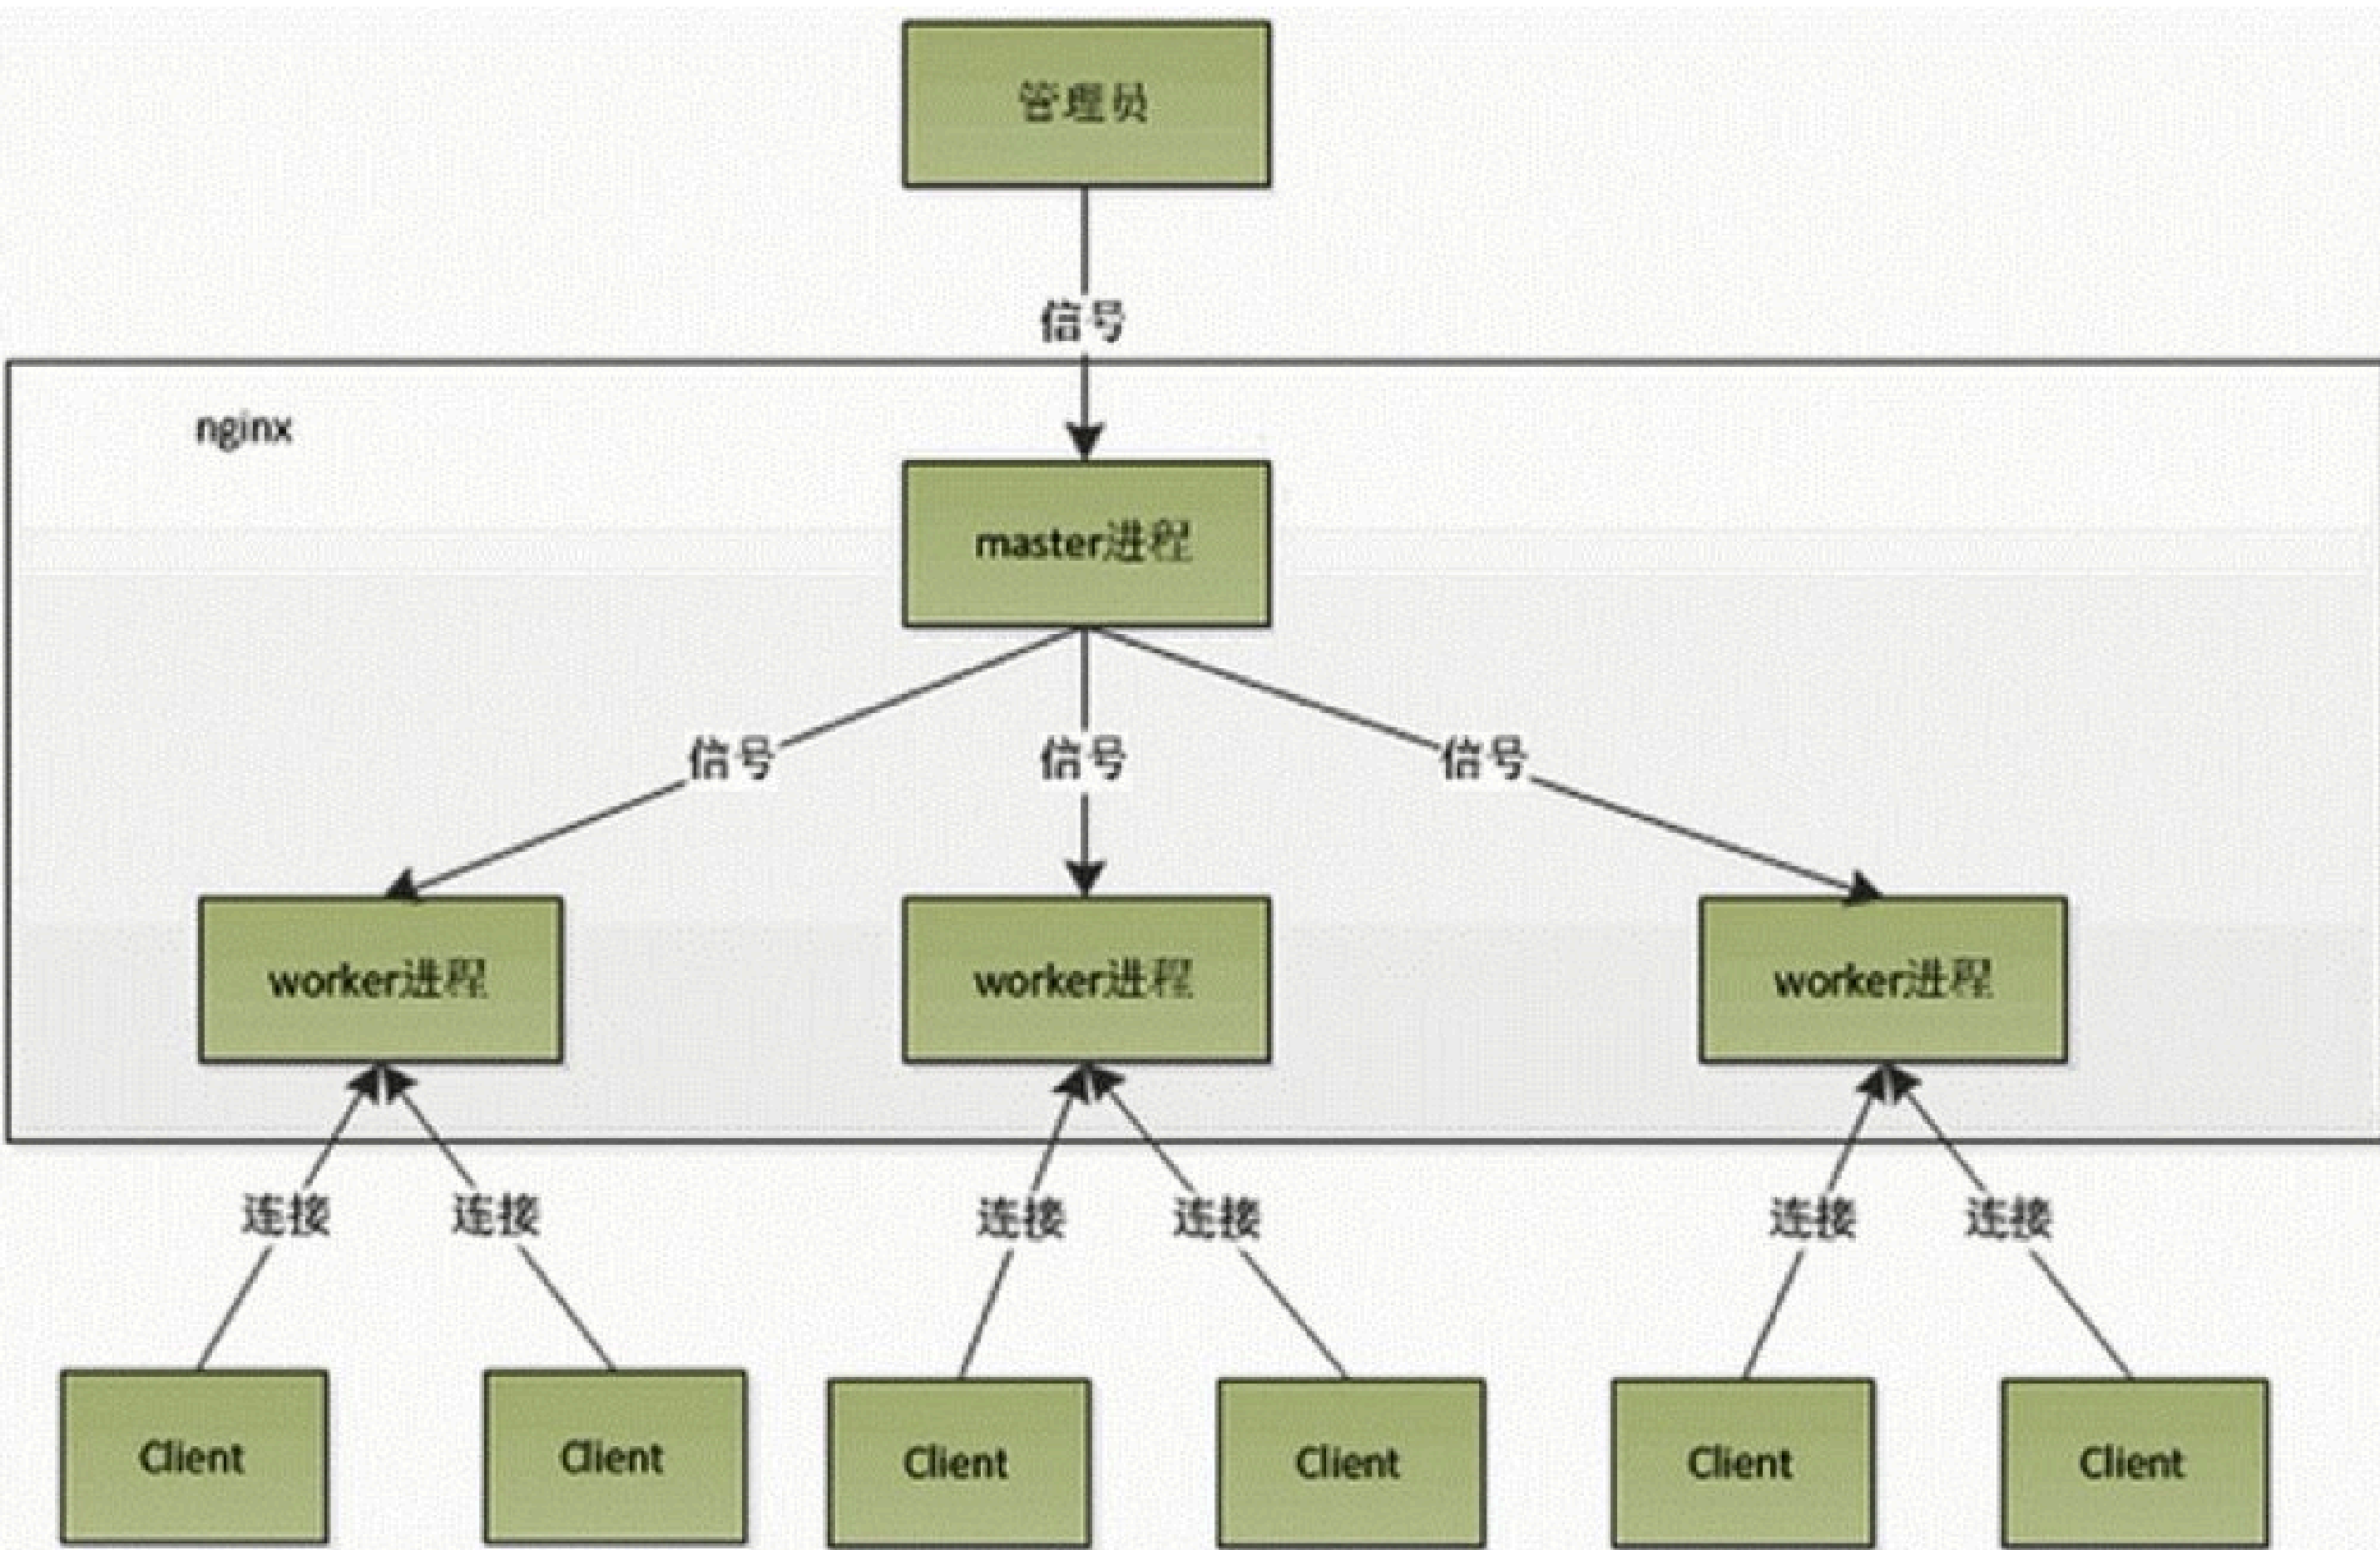 管理员
信号
nginx
master进程
信号
信号
信号
worker进程
worker进程
worker进程
连接
连接
连接
连接
连接
连接
Client
Client
Client
Client
Client
Client